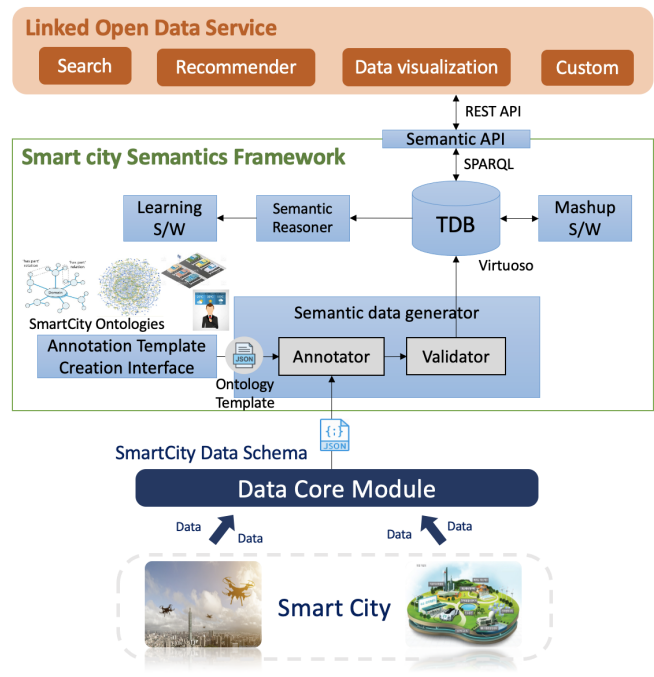 Linked Open Data Service
Search
Recommender
Data visualization
Custom
REST API
Semantic API
SPARQL
Smart city Semantics Framework
Learning
S/W
Semantic
Reasoner
TDB
Mashup
S/W
Virtuoso
SmartCity Ontologies
Semantic data generator
Annotation Template
Creation Interface
JSON
Annotator
Validator
Ontology
Template
{;}
JSON
SmartCity Data Schema
Data Core Module
Data
Data
Data
Data
Smart City